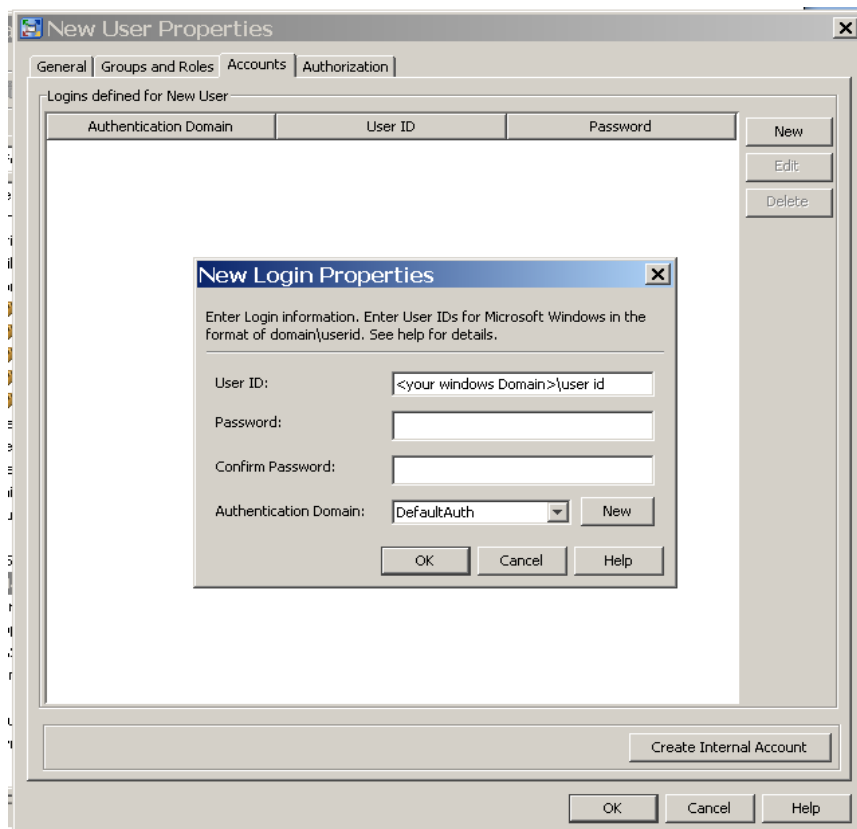 New User Properties
General Groups and Roles Accounts Authorization
Logins defined for New User
Authentication Domain User ID Password
New
Edit
Delete
New Login Properties
Enter Login information. Enter User IDs for Microsoft Windows in the
format of domain\userid. See help for details.
User ID: <your windows Domain>\user id
Password:
Confirm Password:
Authentication Domain: DefaultAuth New
OK Cancel Help
Create Internal Account
OK Cancel Help